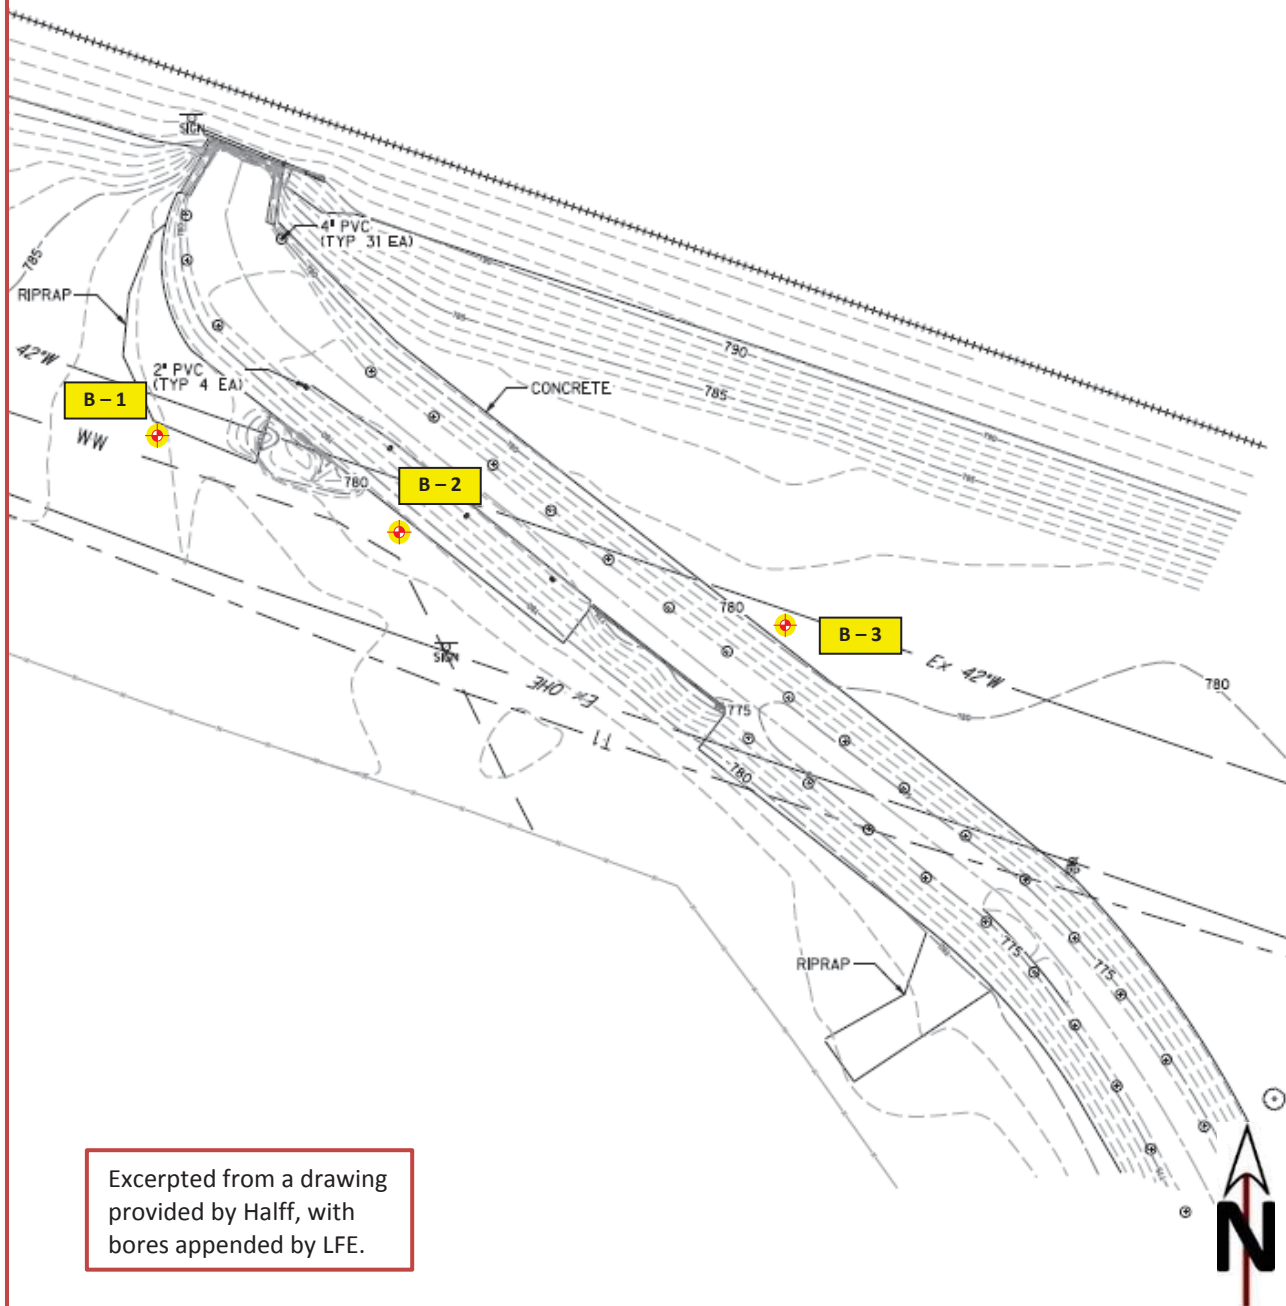 SIGN
4" PVC
(TYP 31 EA)
785
RIPRAP
790
42"W
2" PVC
(TYP 4 EA)
785
CONCRETE
B – 1
WW
780
B – 2
780
B – 3
SIGN
Ex 42"W
780
Ex OHE
775
T1
780
775
RIPRAP
775
Excerpted from a drawing
provided by Halff, with
bores appended by LFE.
N